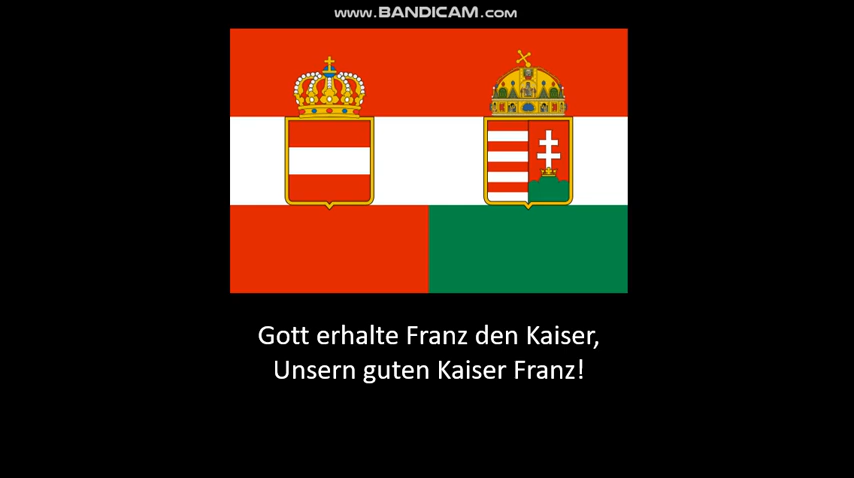 WWW.BANDICAM.COM
Gott erhalte Franz den Kaiser,
Unsern guten Kaiser Franz!